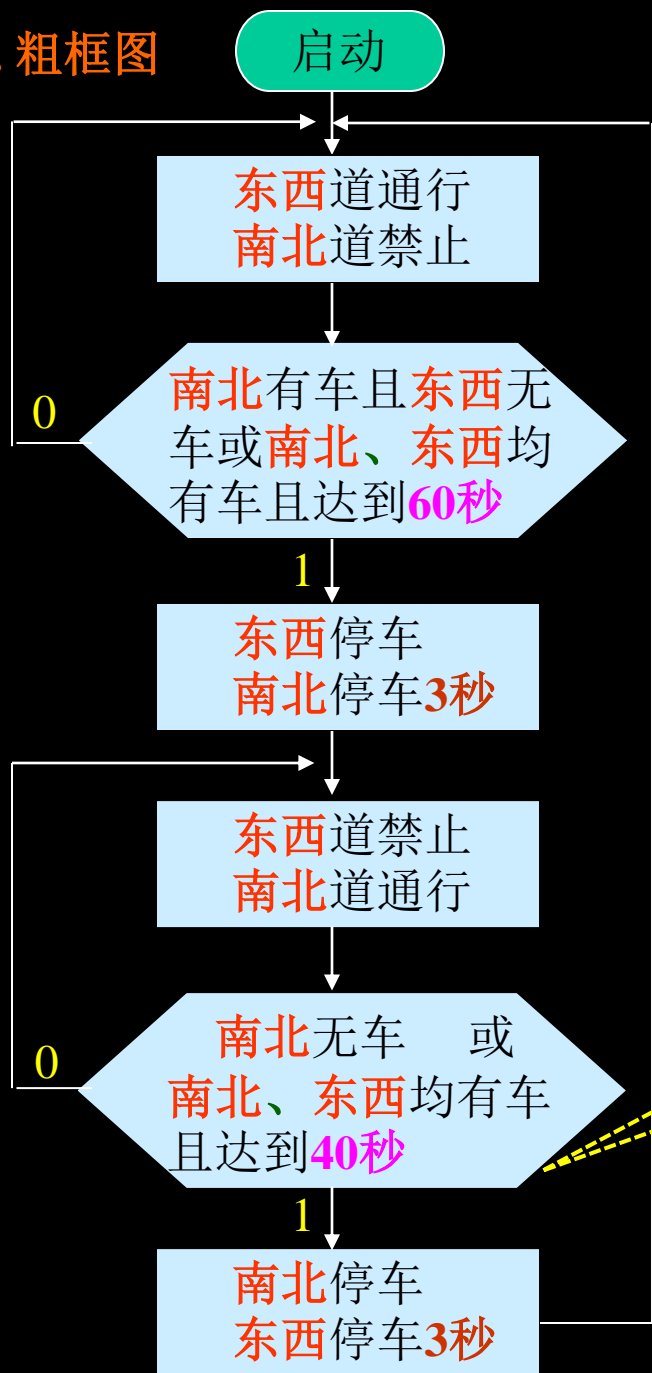 粗框图
启动
东西道通行
南北道禁止
南北有车且东西无
车或南北、东西均
有车且达到60秒
0
1
东西停车
南北停车3秒
东西道禁止
南北道通行
南北无车 或
南北、东西均有车
且达到40秒
0
1
南北停车
东西停车3秒